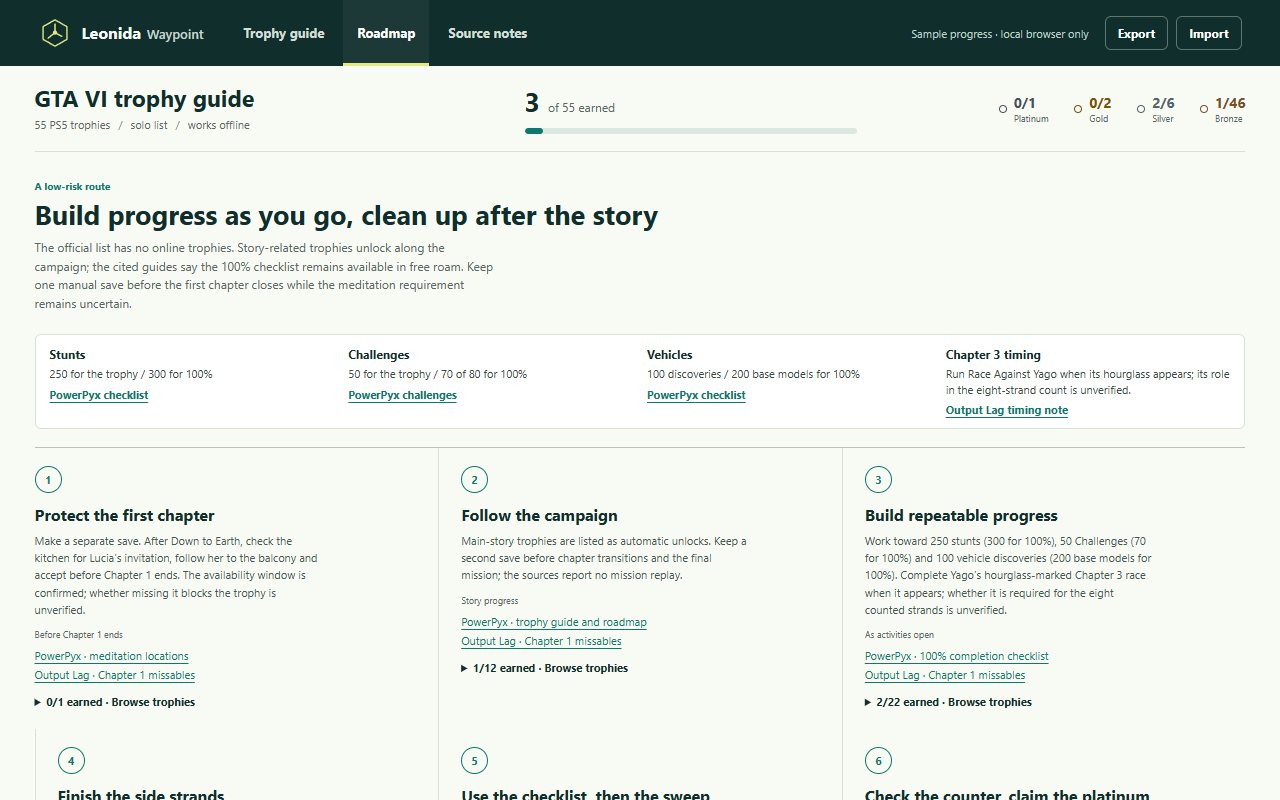 Leonida Waypoint
Trophy guide
Roadmap
Source notes
Sample progress · local browser only
Export
Import
GTA VI trophy guide
55 PS5 trophies / solo list / works offline
3 of 55 earned
0/1
Platinum
0/2
Gold
2/6
Silver
1/46
Bronze
A low-risk route
Build progress as you go, clean up after the story
The official list has no online trophies. Story-related trophies unlock along the
campaign; the cited guides say the 100% checklist remains available in free roam. Keep
one manual save before the first chapter closes while the meditation requirement
remains uncertain.
Stunts
250 for the trophy / 300 for 100%
PowerPyx checklist
Challenges
50 for the trophy / 70 of 80 for 100%
PowerPyx challenges
Vehicles
100 discoveries / 200 base models for 100%
PowerPyx checklist
Chapter 3 timing
Run Race Against Yago when its hourglass appears; its role
in the eight-strand count is unverified.
Output Lag timing note
1
Protect the first chapter
Make a separate save. After Down to Earth, check the
kitchen for Lucia's invitation, follow her to the balcony and
accept before Chapter 1 ends. The availability window is
confirmed; whether missing it blocks the trophy is
unverified.
Before Chapter 1 ends
PowerPyx · meditation locations
Output Lag · Chapter 1 missables
▶ 0/1 earned · Browse trophies
2
Follow the campaign
Main-story trophies are listed as automatic unlocks. Keep a
second save before chapter transitions and the final
mission; the sources report no mission replay.
Story progress
PowerPyx · trophy guide and roadmap
Output Lag · Chapter 1 missables
▶ 1/12 earned · Browse trophies
3
Build repeatable progress
Work toward 250 stunts (300 for 100%), 50 Challenges (70
for 100%) and 100 vehicle discoveries (200 base models for
100%). Complete Yago's hourglass-marked Chapter 3 race
when it appears; whether it is required for the eight
counted strands is unverified.
As activities open
PowerPyx · 100% completion checklist
Output Lag · Chapter 1 missables
▶ 2/22 earned · Browse trophies
4
Finish the side strands
5
Use the checklist, then the sweep
6
Check the counter, claim the platinum